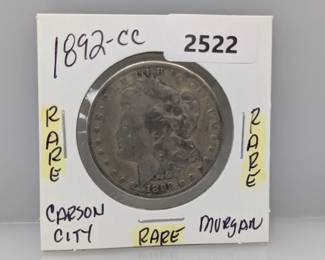 1892-CC
2522
RARE
RARE
CARSON
CITY
RARE
MORGAN